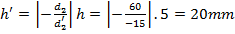 h′ = |−d₂/d₂′| h = |−60/−15| . 5 = 20mm